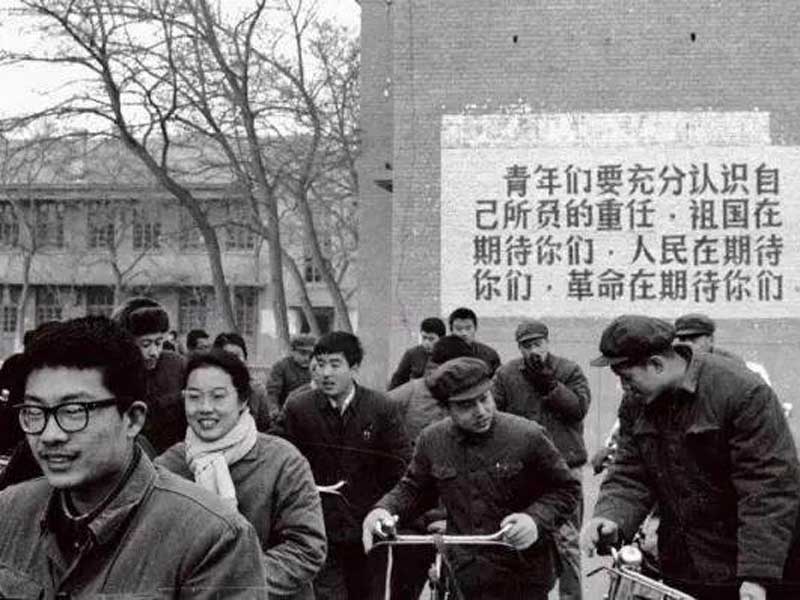 青年们要充分认识自
己所负的重任，祖国在
期待你们，人民在期待
你们，革命在期待你们